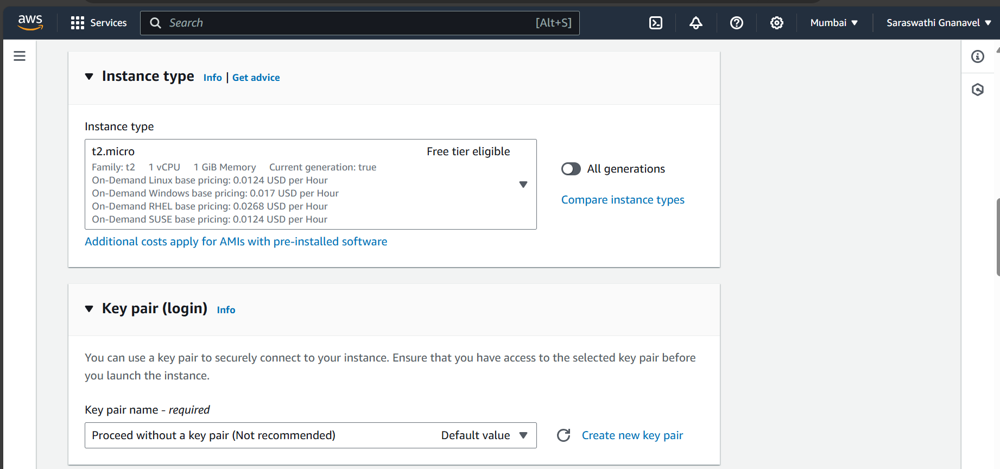 aws Services Search [Alt+S] Mumbai Saraswathi Gnanavel
Instance type Info | Get advice
Instance type
t2.micro Free tier eligible
Family: t2 1 vCPU 1 GiB Memory Current generation: true
On-Demand Linux base pricing: 0.0124 USD per Hour
On-Demand Windows base pricing: 0.017 USD per Hour
On-Demand RHEL base pricing: 0.0268 USD per Hour
On-Demand SUSE base pricing: 0.0124 USD per Hour
All generations
Compare instance types
Additional costs apply for AMIs with pre-installed software
Key pair (login) Info
You can use a key pair to securely connect to your instance. Ensure that you have access to the selected key pair before
you launch the instance.
Key pair name - required
Proceed without a key pair (Not recommended) Default value Create new key pair